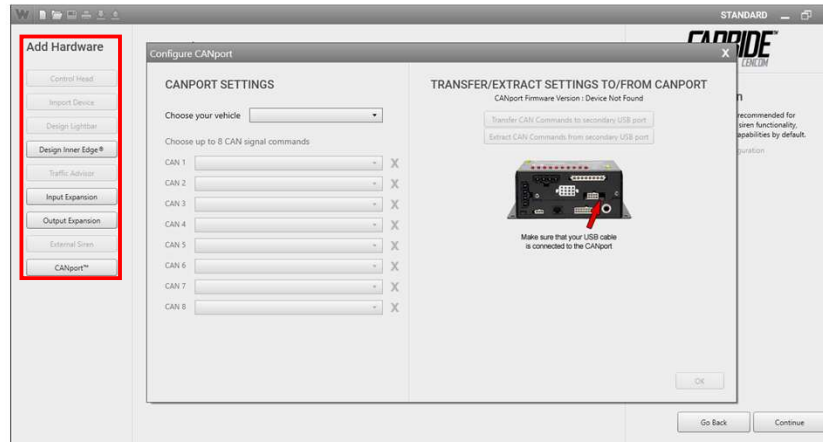 W
STANDARD
Add Hardware
Control Head
Import Device
Design Lightbar
Design Inner Edge®
Traffic Advisor
Input Expansion
Output Expansion
External Siren
CANport™
Configure CANport
X
CANPORT SETTINGS
Choose your vehicle
Choose up to 8 CAN signal commands
CAN 1 X
CAN 2 X
CAN 3 X
CAN 4 X
CAN 5 X
CAN 6 X
CAN 7 X
CAN 8 X
TRANSFER/EXTRACT SETTINGS TO/FROM CANPORT
CANport Firmware Version : Device Not Found
Transfer CAN Commands to secondary USB port
Extract CAN Commands from secondary USB port
Make sure that your USB cable
is connected to the CANport
OK
CENCOM
n
recommended for
siren functionality,
apabilities by default.
guration
Go Back
Continue